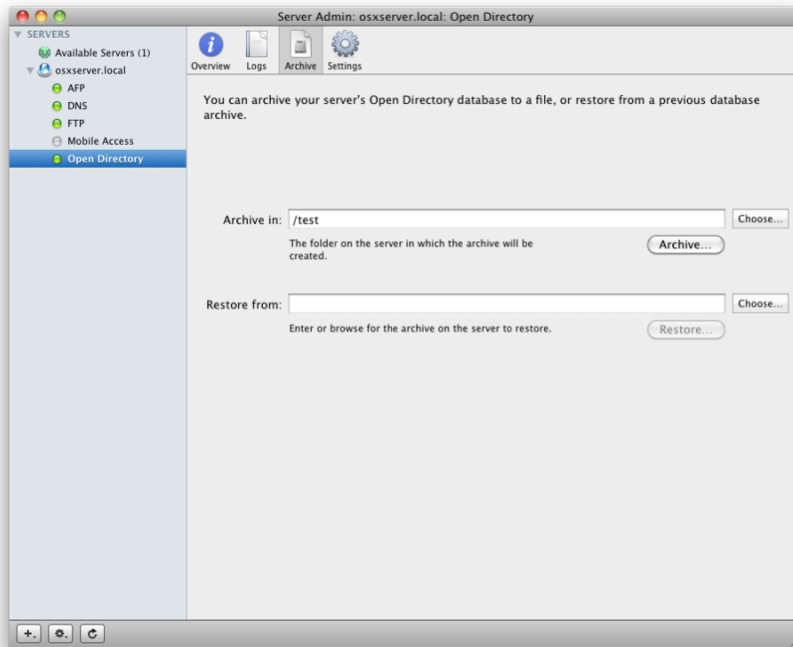 Server Admin: osxserver.local: Open Directory
SERVERS
Available Servers (1)
osxserver.local
AFP
DNS
FTP
Mobile Access
Open Directory
Overview
Logs
Archive
Settings
You can archive your server's Open Directory database to a file, or restore from a previous database
archive.
Archive in:
/test
Choose...
The folder on the server in which the archive will be
created.
Archive...
Restore from:
Choose...
Enter or browse for the archive on the server to restore.
Restore...